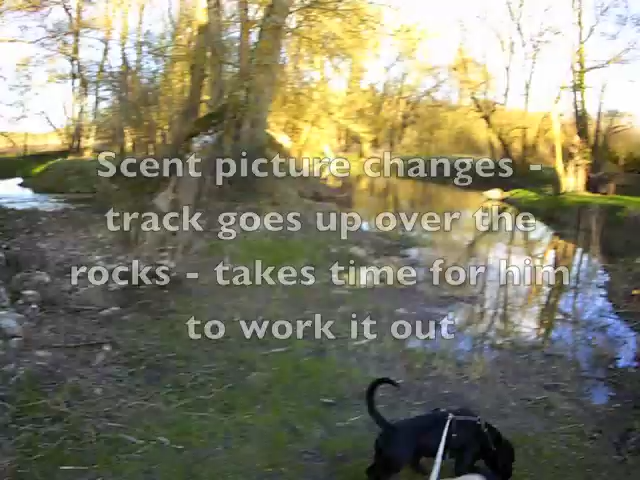 Scent picture changes -
track goes up over the
rocks - takes time for him
to work it out